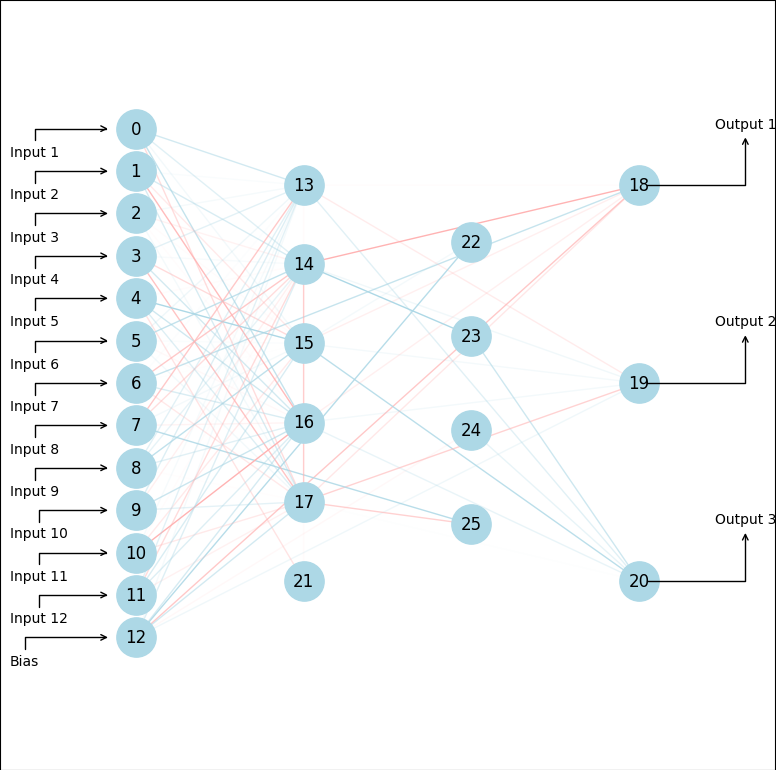 Output 1
0
Input 1
1
13
18
Input 2
2
Input 3
22
3
14
Input 4
4
Input 5
Output 2
23
5
15
Input 6
6
19
Input 7
7
16
24
Input 8
8
Input 9
17
9
25
Output 3
Input 10
10
Input 11
21
20
11
Input 12
12
Bias